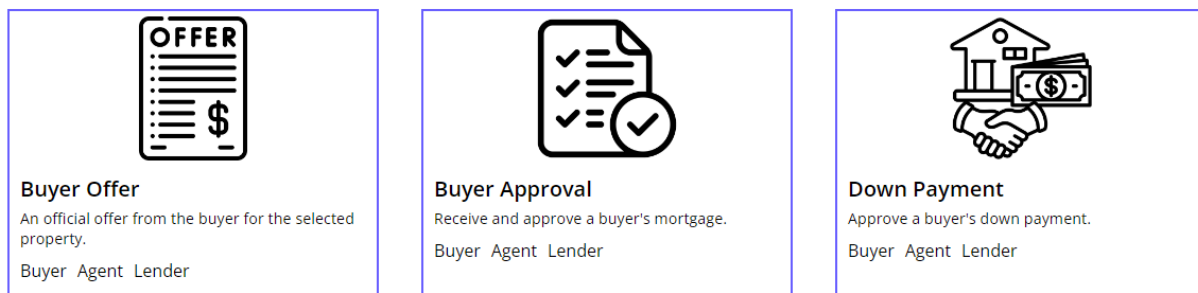 OFFER
$
Buyer Offer
An official offer from the buyer for the selected
property.
Buyer Agent Lender
Buyer Approval
Receive and approve a buyer's mortgage.
Buyer Agent Lender
$
Down Payment
Approve a buyer's down payment.
Buyer Agent Lender